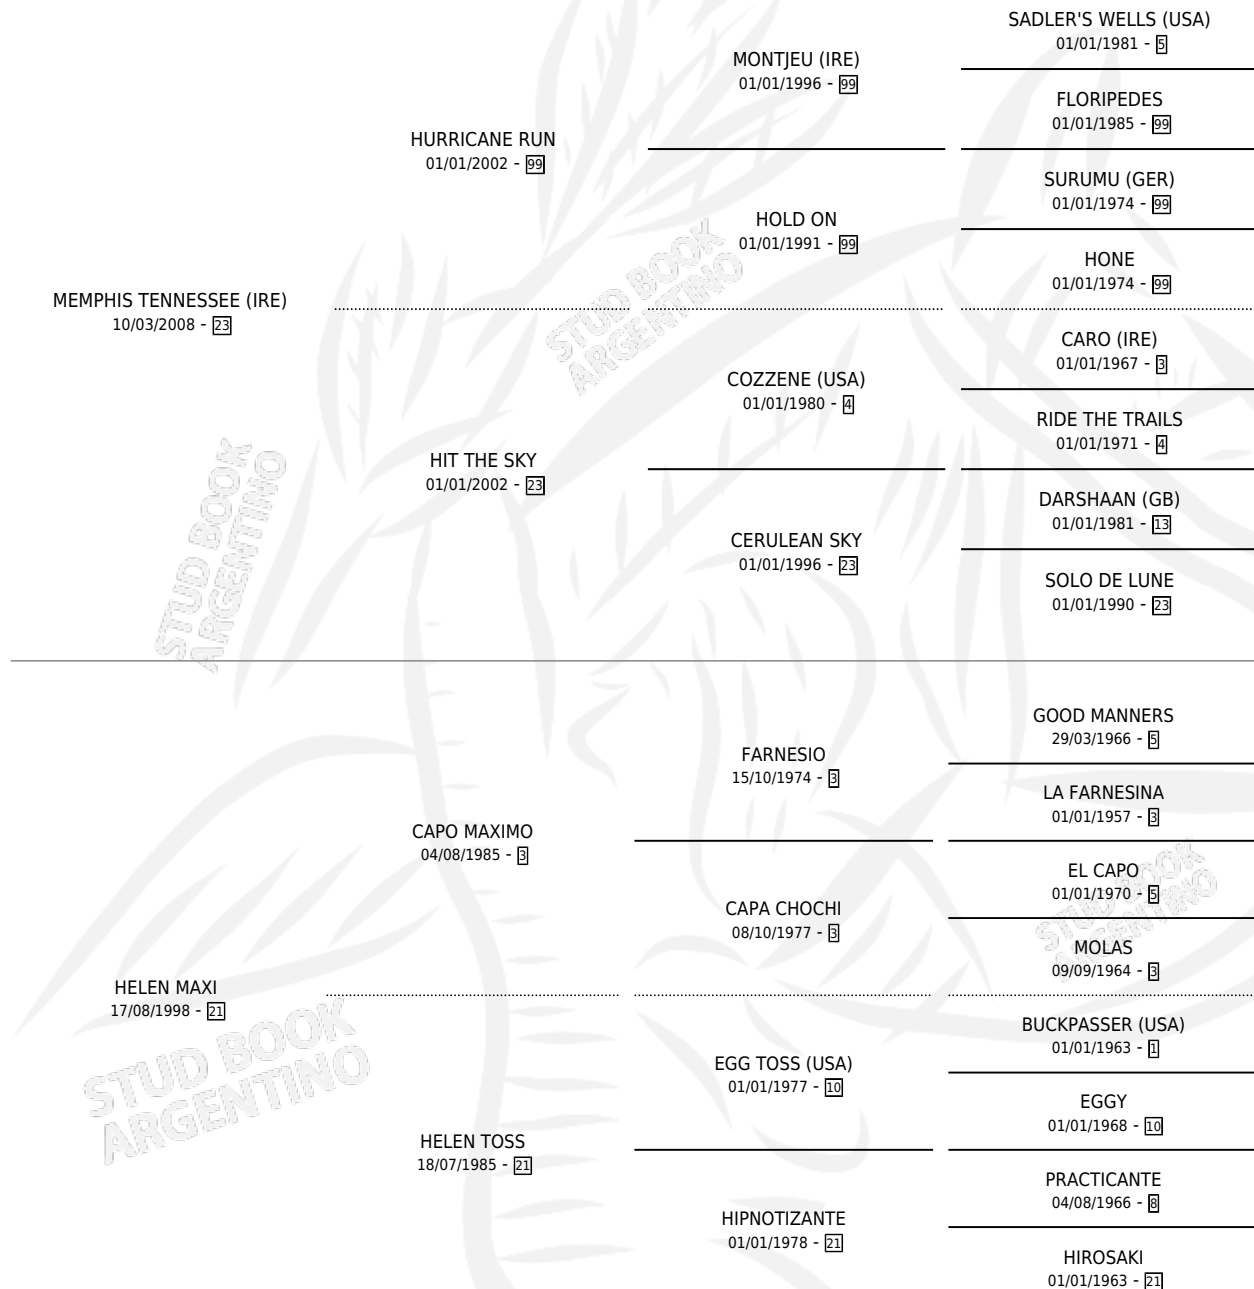 SADLER'S WELLS (USA)
01/01/1981 - 5
MONTJEU (IRE)
01/01/1996 - 99
FLORIPEDES
01/01/1985 - 99
HURRICANE RUN
01/01/2002 - 99
SURUMU (GER)
01/01/1974 - 99
HOLD ON
01/01/1991 - 99
HONE
01/01/1974 - 99
MEMPHIS TENNESSEE (IRE)
10/03/2008 - 23
CARO (IRE)
01/01/1967 - 3
COZZENE (USA)
01/01/1980 - 4
RIDE THE TRAILS
01/01/1971 - 4
HIT THE SKY
01/01/2002 - 23
DARSHAAN (GB)
01/01/1981 - 13
CERULEAN SKY
01/01/1996 - 23
SOLO DE LUNE
01/01/1990 - 23
GOOD MANNERS
29/03/1966 - 5
FARNESIO
15/10/1974 - 3
LA FARNESINA
01/01/1957 - 3
CAPO MAXIMO
04/08/1985 - 3
EL CAPO
01/01/1970 - 5
CAPA CHOCHI
08/10/1977 - 3
MOLAS
09/09/1964 - 3
HELEN MAXI
17/08/1998 - 21
BUCKPASSER (USA)
01/01/1963 - 1
EGG TOSS (USA)
01/01/1977 - 10
EGGY
01/01/1968 - 10
HELEN TOSS
18/07/1985 - 21
PRACTICANTE
04/08/1966 - 8
HIPNOTIZANTE
01/01/1978 - 21
HIROSAKI
01/01/1963 - 21
STUD BOOK
ARGENTINO
STUD BOOK
ARGENTINO
STUD BOOK
ARGENTINO
STUD BOOK
ARGENTINO